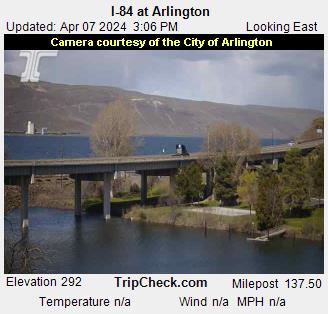 I-84 at Arlington
Updated: Apr 07 2024 3:06 PM Looking East
Camera courtesy of the City of Arlington
Elevation 292 TripCheck.com Milepost 137.50
Temperature n/a Wind n/a MPH n/a